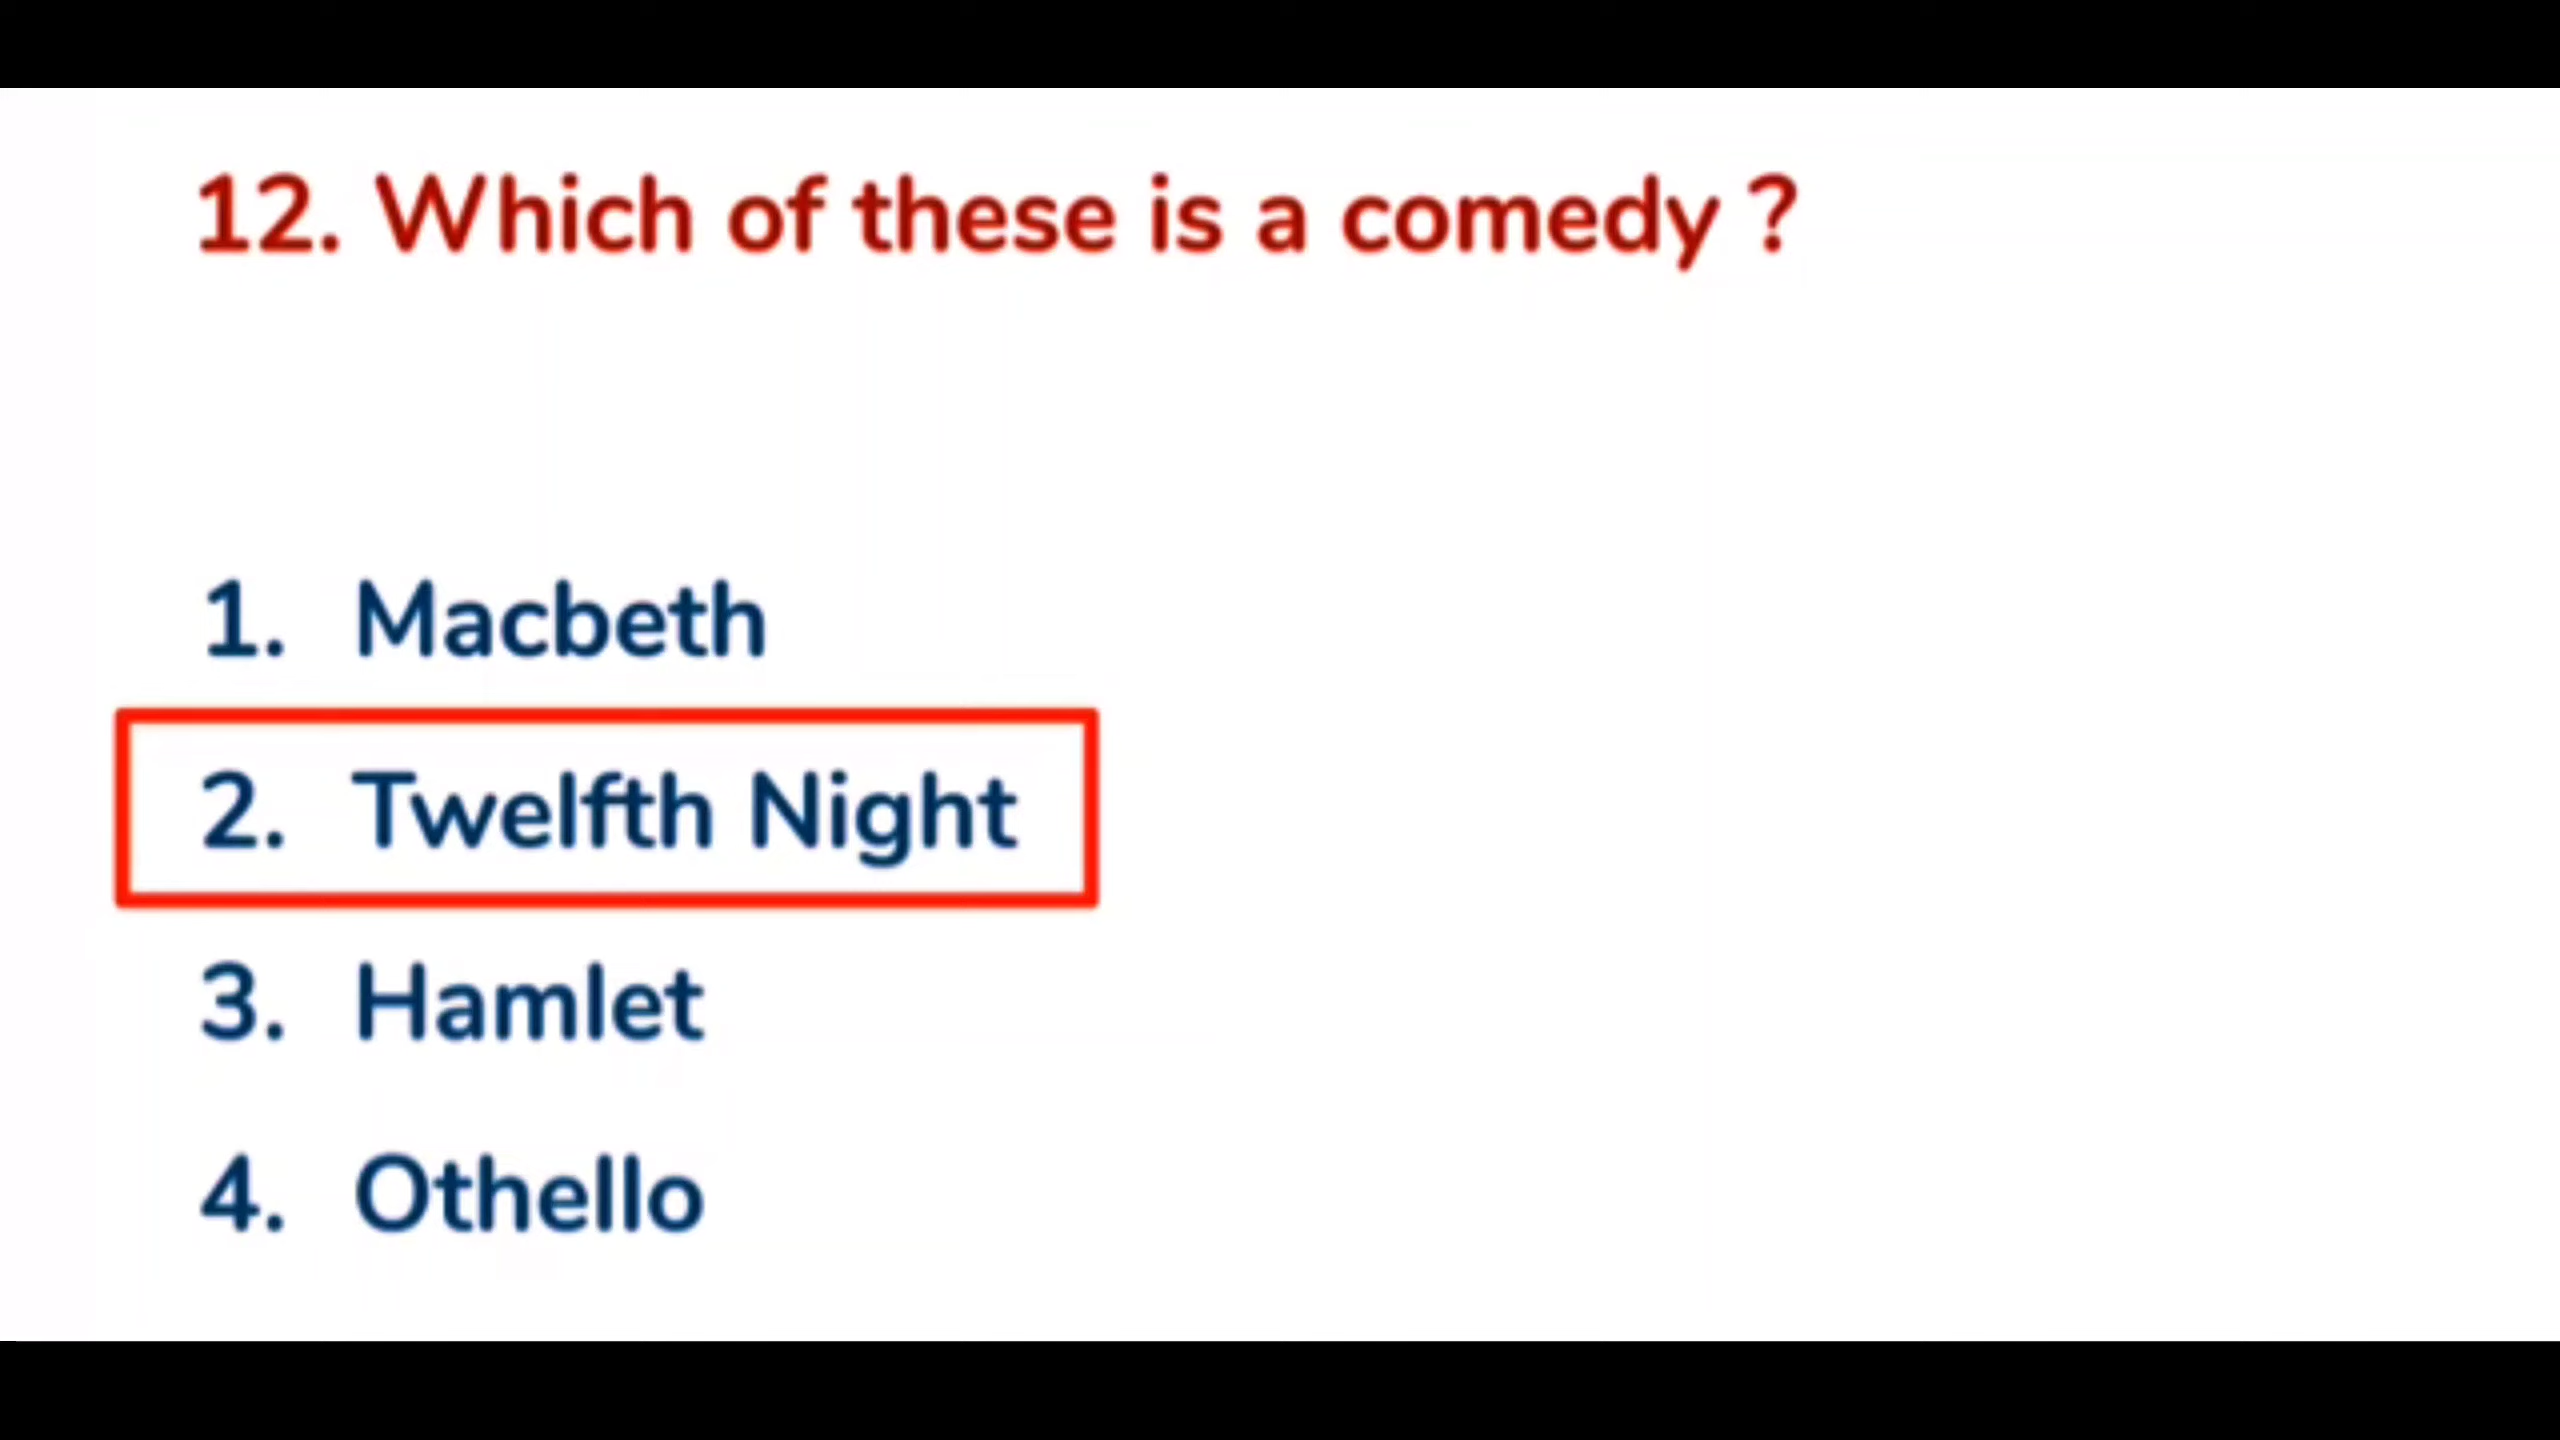 12. Which of these is a comedy ?
1. Macbeth
2. Twelfth Night
3. Hamlet
4. Othello